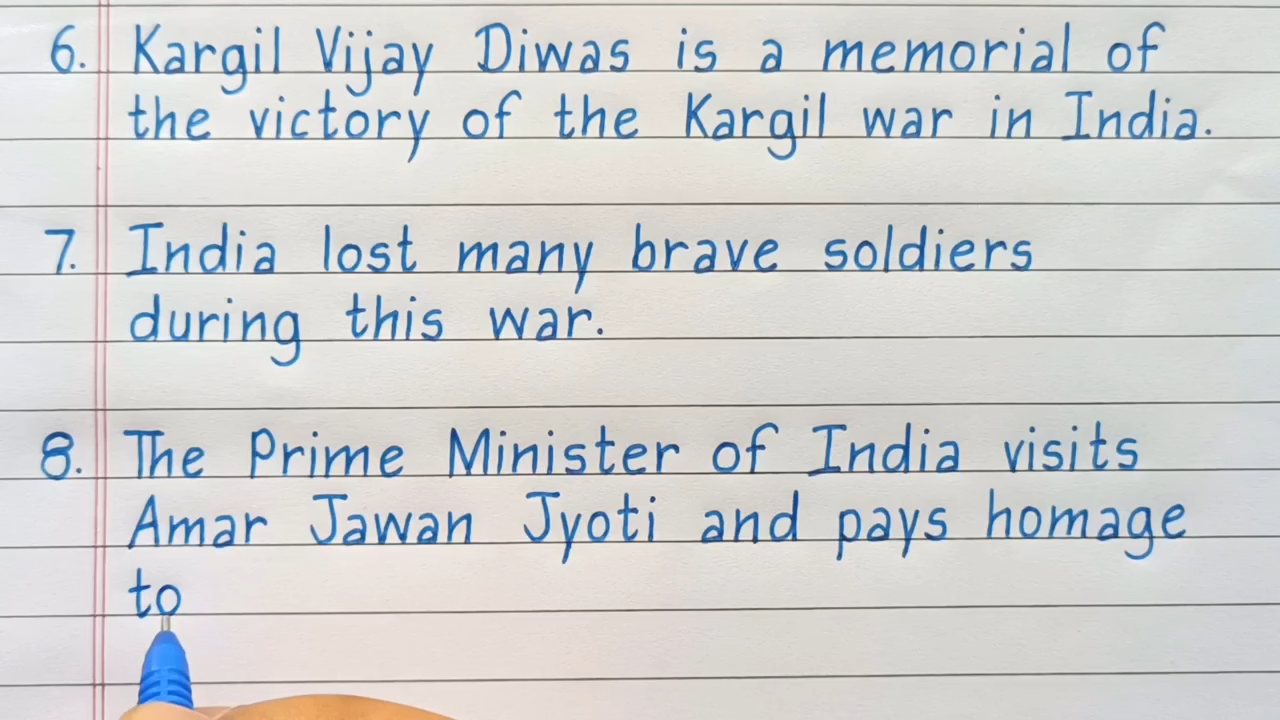 6. Kargil Vijay Diwas is a memorial of
the victory of the Kargil war in India.
7. India lost many brave soldiers
during this war.
8. The Prime Minister of India visits
Amar Jawan Jyoti and pays homage
to